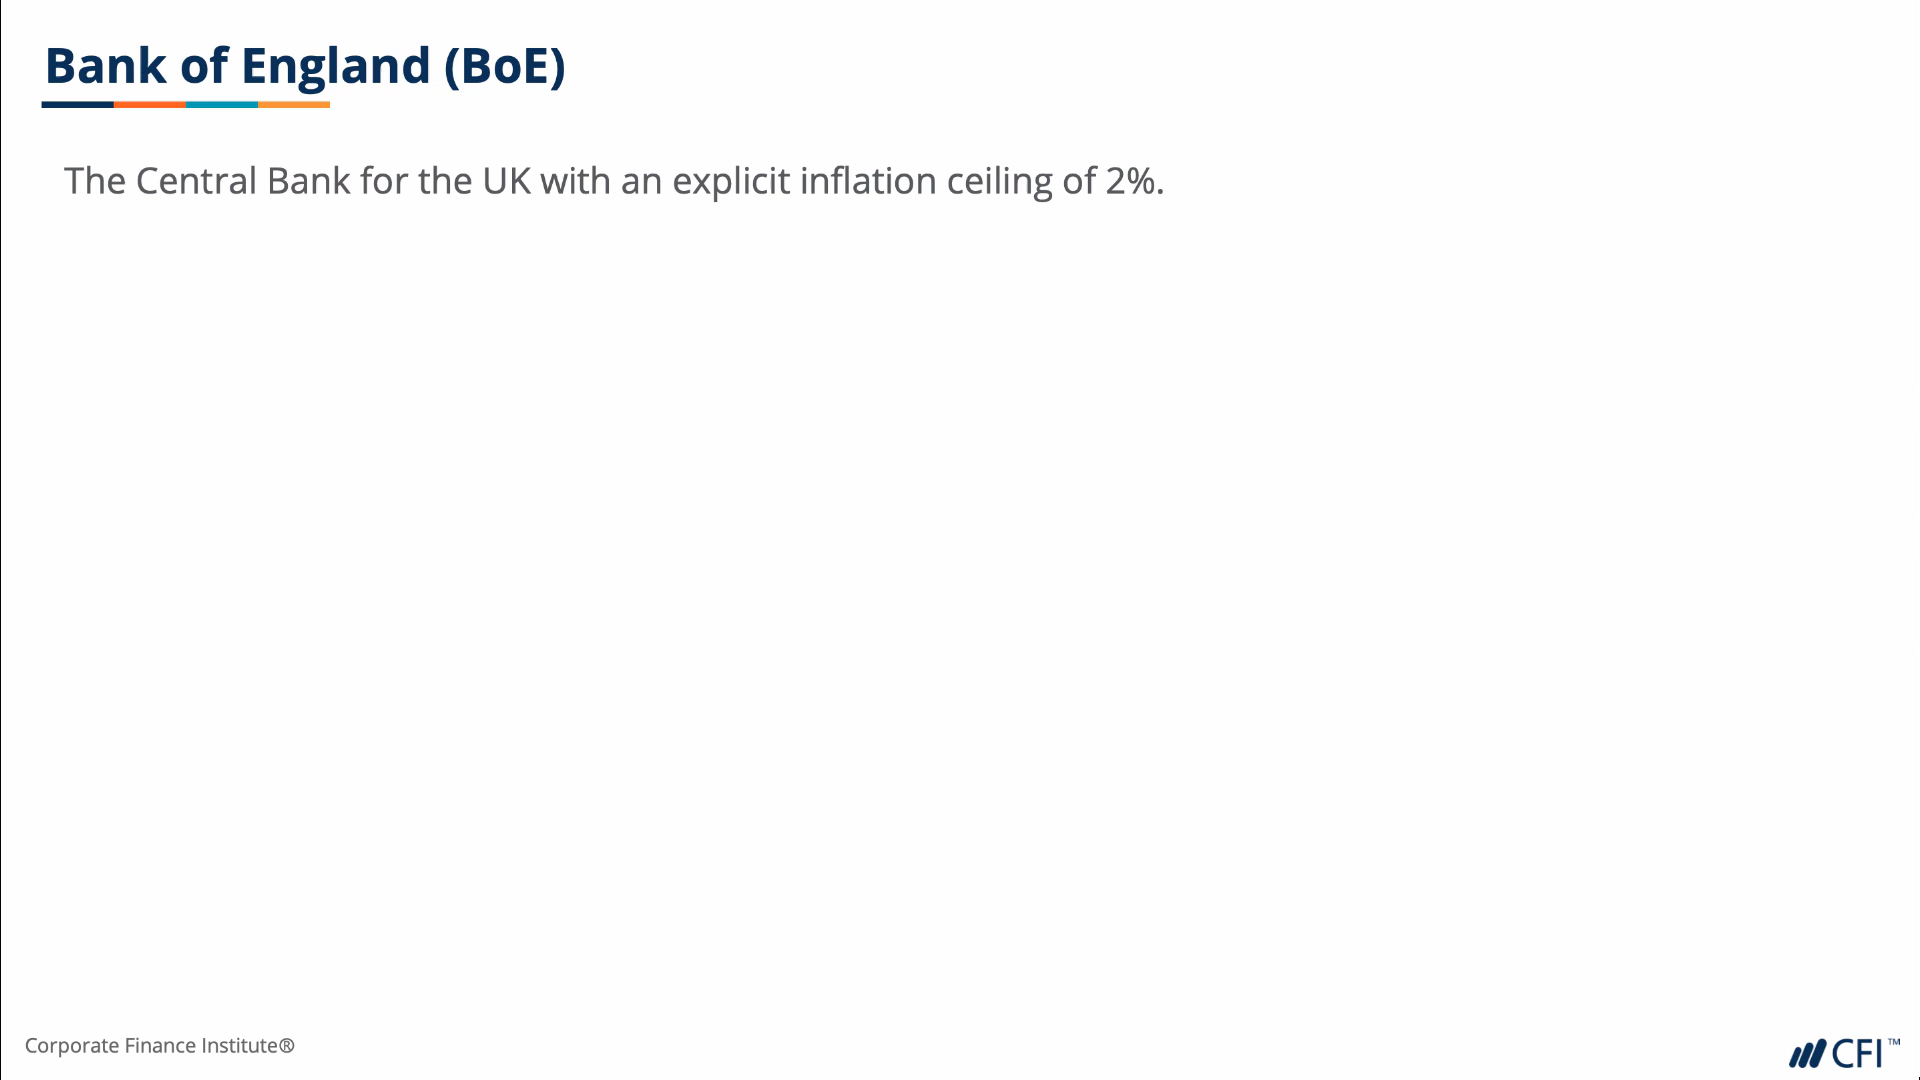 Bank of England (BoE)
The Central Bank for the UK with an explicit inflation ceiling of 2%.
Corporate Finance Institute®
CFI™